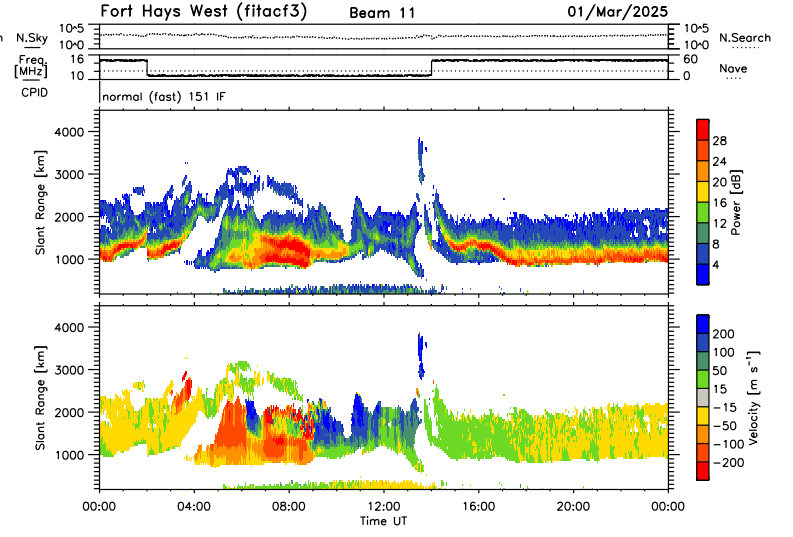 Fort Hays West (fitacf3) Beam 11 01/Mar/2025
N.Sky
10^5
10^0
10^5
10^0
N.Search
Freq.
[MHz]
16
10
60
0
Nave
CPID
normal (fast) 151 IF
Slant Range [km]
4000
3000
2000
1000
28
24
20
16
12
8
4
Power [dB]
Slant Range [km]
4000
3000
2000
1000
200
100
50
15
-15
-50
-100
-200
Velocity [m s⁻¹]
00:00 04:00 08:00 12:00 16:00 20:00 00:00
Time UT